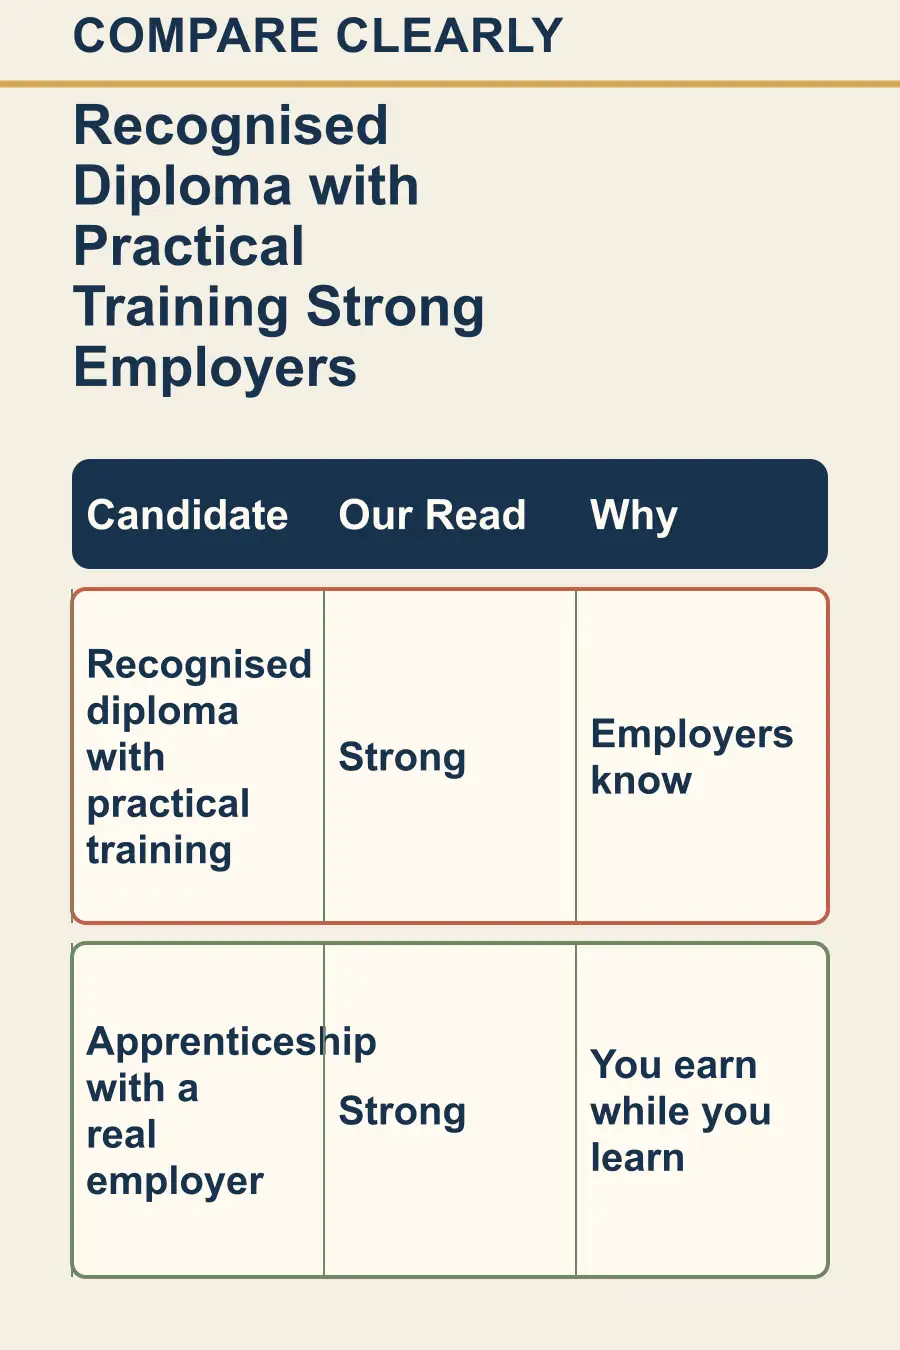 COMPARE CLEARLY
Recognised
Diploma with
Practical
Training Strong
Employers
Candidate Our Read Why
Recognised
diploma
with
practical
training
Strong
Employers
know
Apprenticeship
with a
real
employer
Strong
You earn
while you
learn